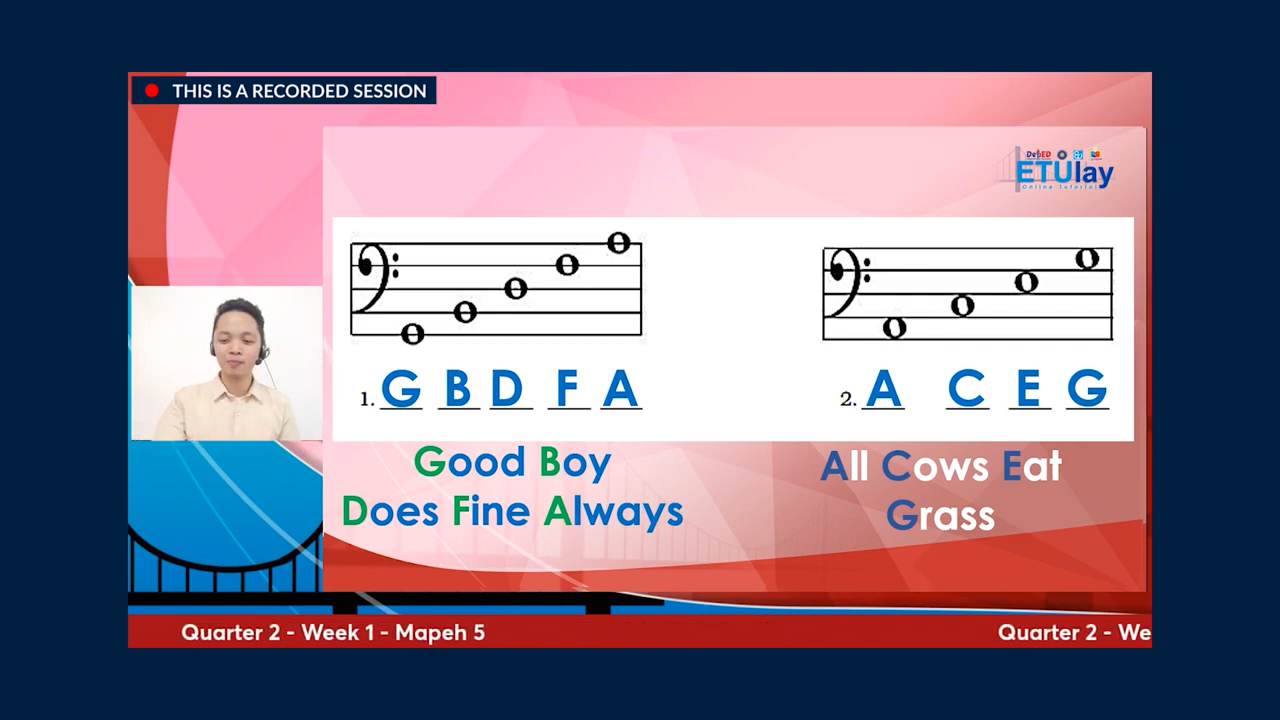 THIS IS A RECORDED SESSION
DepED
ETUlay
Online Tutorial
1. G B D F A
2. A C E G
Good Boy
Does Fine Always
All Cows Eat
Grass
Quarter 2 - Week 1 - Mapeh 5
Quarter 2 - We